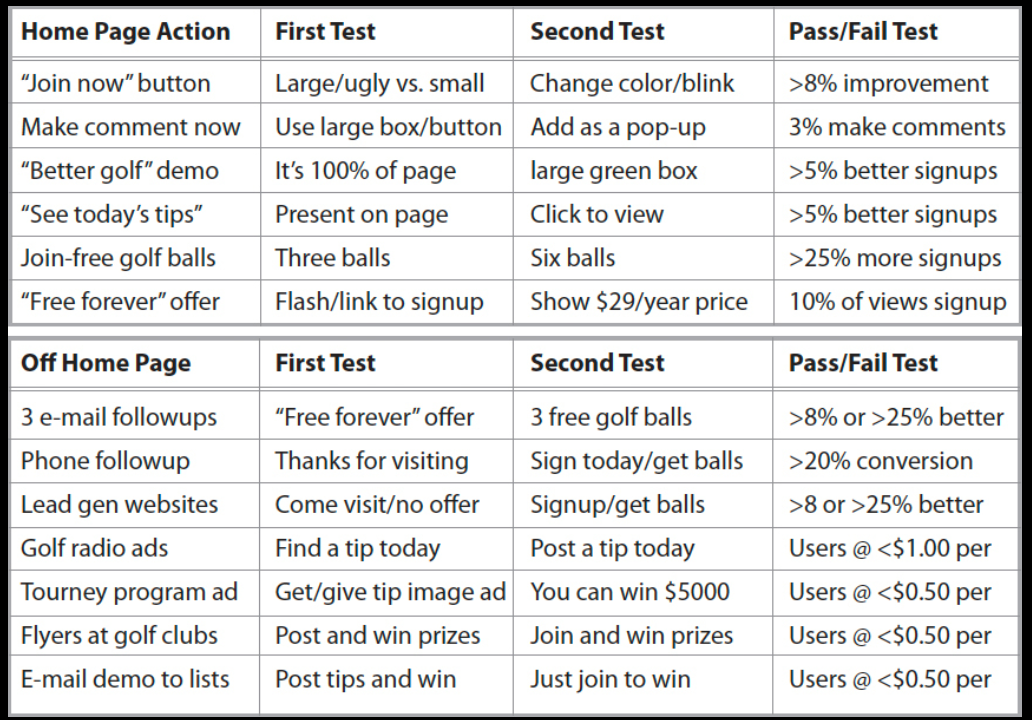 Home Page Action First Test Second Test Pass/Fail Test
“Join now” button Large/ugly vs. small Change color/blink >8% improvement
Make comment now Use large box/button Add as a pop-up 3% make comments
“Better golf” demo It’s 100% of page large green box >5% better signups
“See today’s tips” Present on page Click to view >5% better signups
Join-free golf balls Three balls Six balls >25% more signups
“Free forever” offer Flash/link to signup Show $29/year price 10% of views signup
Off Home Page First Test Second Test Pass/Fail Test
3 e-mail followups “Free forever” offer 3 free golf balls >8% or >25% better
Phone followup Thanks for visiting Sign today/get balls >20% conversion
Lead gen websites Come visit/no offer Signup/get balls >8 or >25% better
Golf radio ads Find a tip today Post a tip today Users @ <$1.00 per
Tourney program ad Get/give tip image ad You can win $5000 Users @ <$0.50 per
Flyers at golf clubs Post and win prizes Join and win prizes Users @ <$0.50 per
E-mail demo to lists Post tips and win Just join to win Users @ <$0.50 per